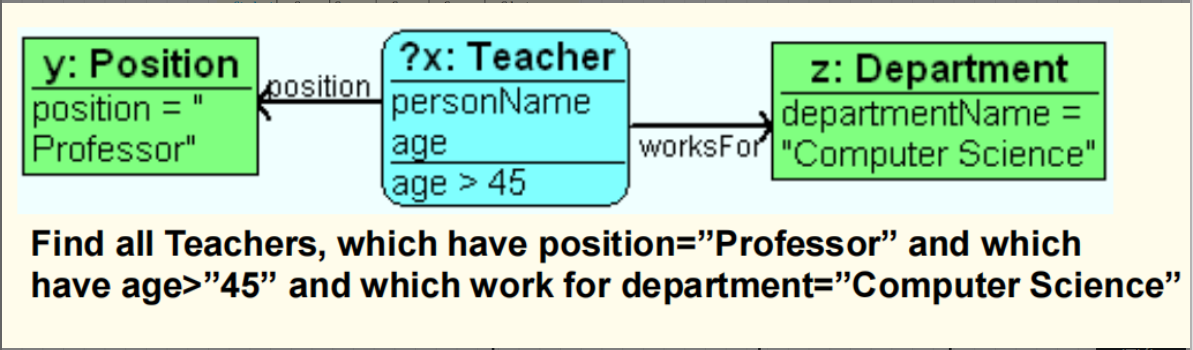 y: Position
position = "
Professor"
position
?x: Teacher
personName
age
age > 45
worksFor
z: Department
departmentName =
"Computer Science"
Find all Teachers, which have position=”Professor” and which
have age>”45” and which work for department=”Computer Science”